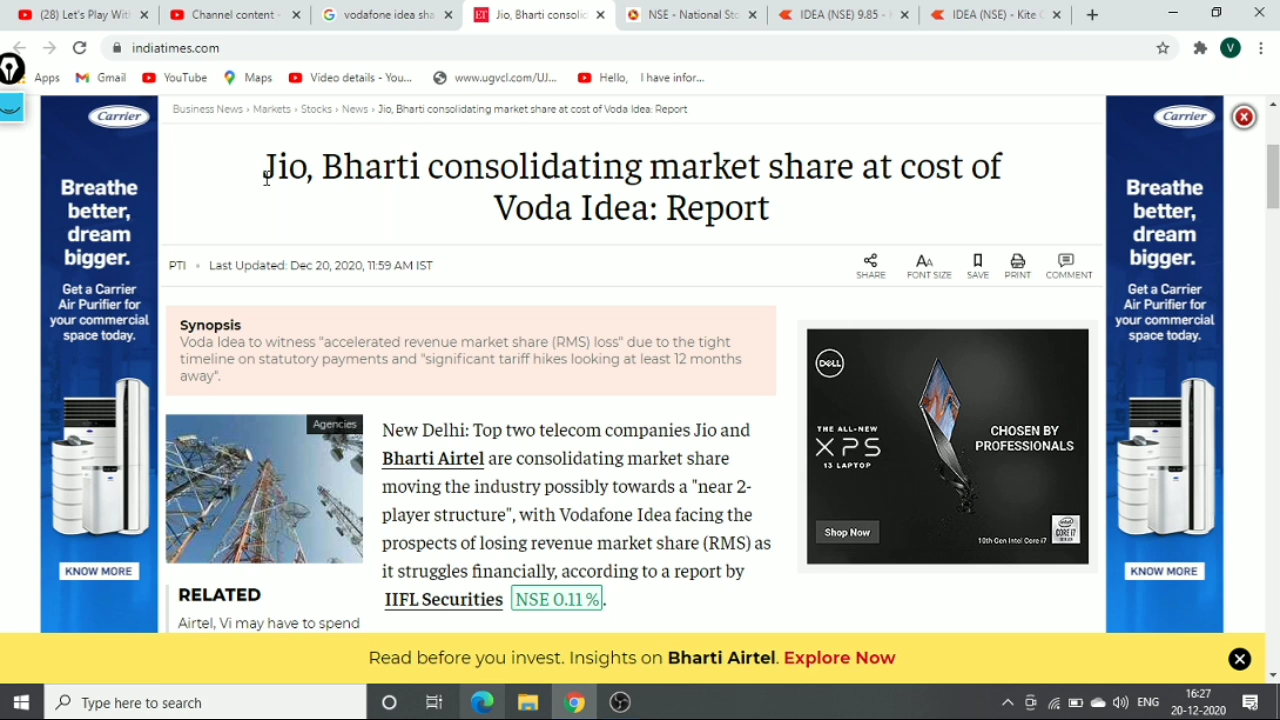 (28) Let's Play Wit
Channel content -
vodafone idea sha
Jio, Bharti consolic
NSE - National Sto
IDEA (NSE) 9.85 -
IDEA (NSE) - Kite C
indiatimes.com
V
Apps
Gmail
YouTube
Maps
Video details - You...
www.ugvcl.com/UJ...
Hello, I have infor...
Business News › Markets › Stocks › News › Jio, Bharti consolidating market share at cost of Voda Idea: Report
Jio, Bharti consolidating market share at cost of
Voda Idea: Report
PTI • Last Updated: Dec 20, 2020, 11:59 AM IST
SHARE
FONT SIZE
SAVE
PRINT
COMMENT
Synopsis
Voda Idea to witness "accelerated revenue market share (RMS) loss" due to the tight
timeline on statutory payments and "significant tariff hikes looking at least 12 months
away".
Agencies
New Delhi: Top two telecom companies Jio and
Bharti Airtel are consolidating market share
moving the industry possibly towards a "near 2-
player structure", with Vodafone Idea facing the
prospects of losing revenue market share (RMS) as
it struggles financially, according to a report by
IIFL Securities NSE 0.11 %.
RELATED
Airtel, Vi may have to spend
Carrier
Breathe
better,
dream
bigger.
Get a Carrier
Air Purifier for
your commercial
space today.
KNOW MORE
DELL
THE ALL-NEW
XPS
13 LAPTOP
CHOSEN BY
PROFESSIONALS
Shop Now
10th Gen Intel Core i7
intel
CORE i7
Carrier
Breathe
better,
dream
bigger.
Get a Carrier
Air Purifier for
your commercial
space today.
KNOW MORE
Read before you invest. Insights on Bharti Airtel. Explore Now
Type here to search
ENG
16:27
20-12-2020